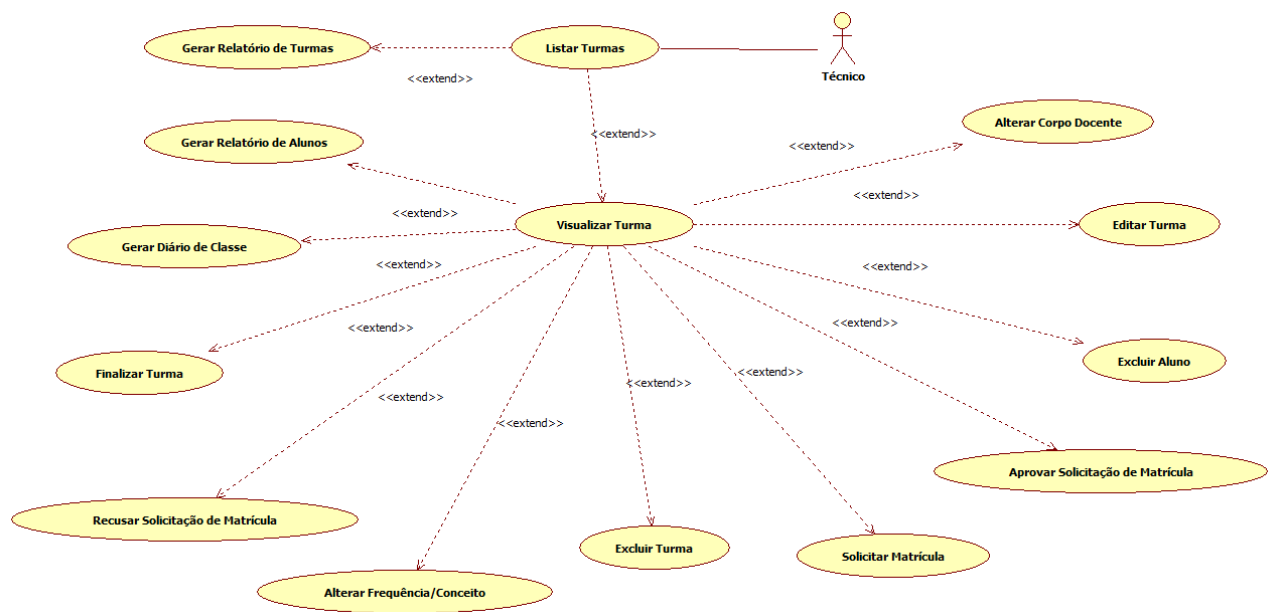 Gerar Relatório de Turmas
Listar Turmas
Técnico
<<extend>>
<<extend>>
Alterar Corpo Docente
Gerar Relatório de Alunos
<<extend>>
<<extend>>
<<extend>>
Visualizar Turma
Editar Turma
Gerar Diário de Classe
<<extend>>
<<extend>>
<<extend>>
<<extend>>
Excluir Aluno
Finalizar Turma
<<extend>>
<<extend>>
<<extend>>
<<extend>>
Aprovar Solicitação de Matrícula
Recusar Solicitação de Matrícula
Excluir Turma
Solicitar Matrícula
Alterar Frequência/Conceito